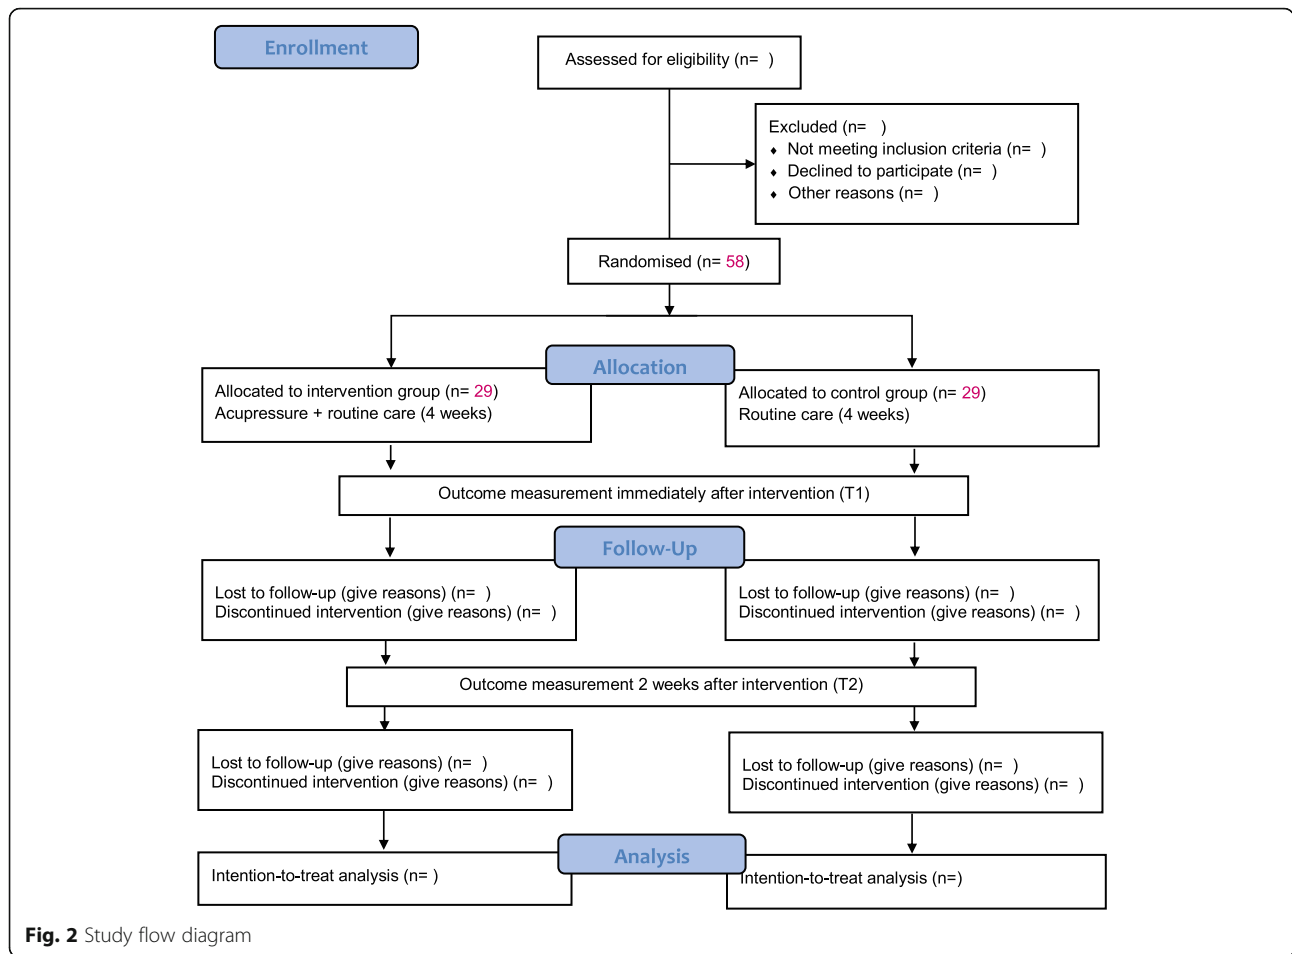 Enrollment
Assessed for eligibility (n=  )
Excluded (n=  )
♦ Not meeting inclusion criteria (n=  )
♦ Declined to participate (n=  )
♦ Other reasons (n=  )
Randomised (n= 58)
Allocation
Allocated to intervention group (n= 29)
Acupressure + routine care (4 weeks)
Allocated to control group (n= 29)
Routine care (4 weeks)
Outcome measurement immediately after intervention (T1)
Follow-Up
Lost to follow-up (give reasons) (n=  )
Discontinued intervention (give reasons) (n=  )
Lost to follow-up (give reasons) (n=  )
Discontinued intervention (give reasons) (n=  )
Outcome measurement 2 weeks after intervention (T2)
Lost to follow-up (give reasons) (n=  )
Discontinued intervention (give reasons) (n=  )
Lost to follow-up (give reasons) (n=  )
Discontinued intervention (give reasons) (n=  )
Analysis
Intention-to-treat analysis (n= )
Intention-to-treat analysis (n=)
Fig. 2 Study flow diagram